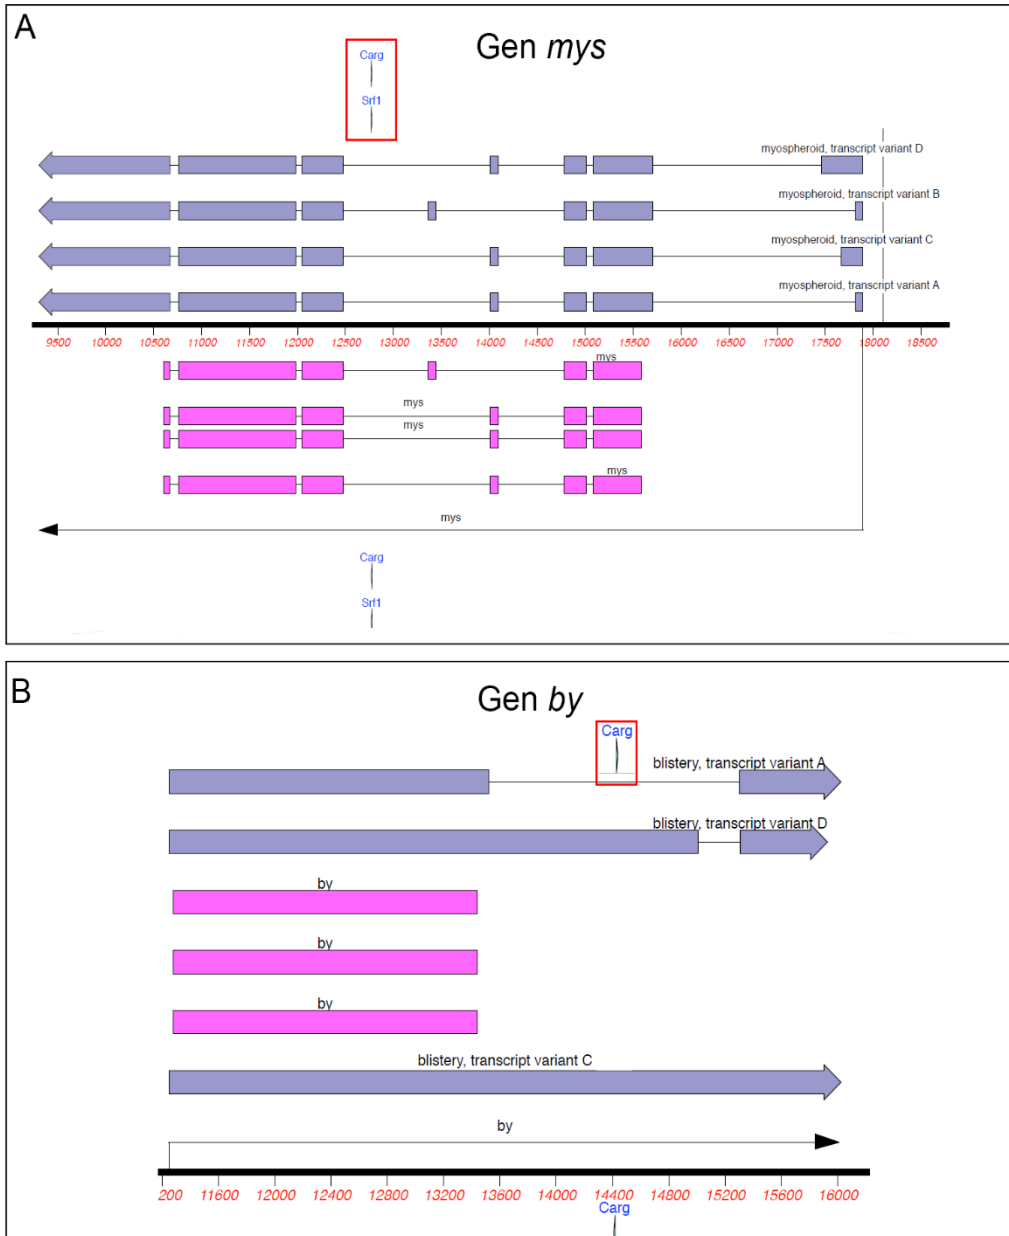 A
Gen mys
Carg
Srf1
myospheroid, transcript variant D
myospheroid, transcript variant B
myospheroid, transcript variant C
myospheroid, transcript variant A
9500 10000 10500 11000 11500 12000 12500 13000 13500 14000 14500 15000 15500 16000 16500 17000 17500 18000 18500
mys
mys
mys
mys
mys
Carg
Srf1
B
Gen by
Carg
blistery, transcript variant A
blistery, transcript variant D
by
by
by
blistery, transcript variant C
by
200 11600 12000 12400 12800 13200 13600 14000 14400 14800 15200 15600 16000
Carg